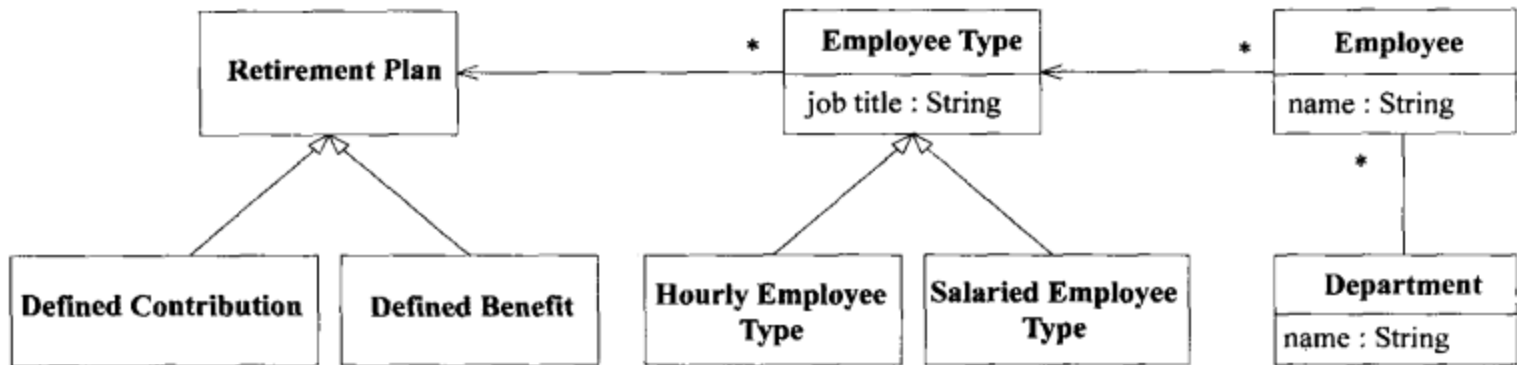 Retirement Plan
*
Employee Type
job title : String
*
Employee
name : String
*
Defined Contribution
Defined Benefit
Hourly Employee
Type
Salaried Employee
Type
Department
name : String